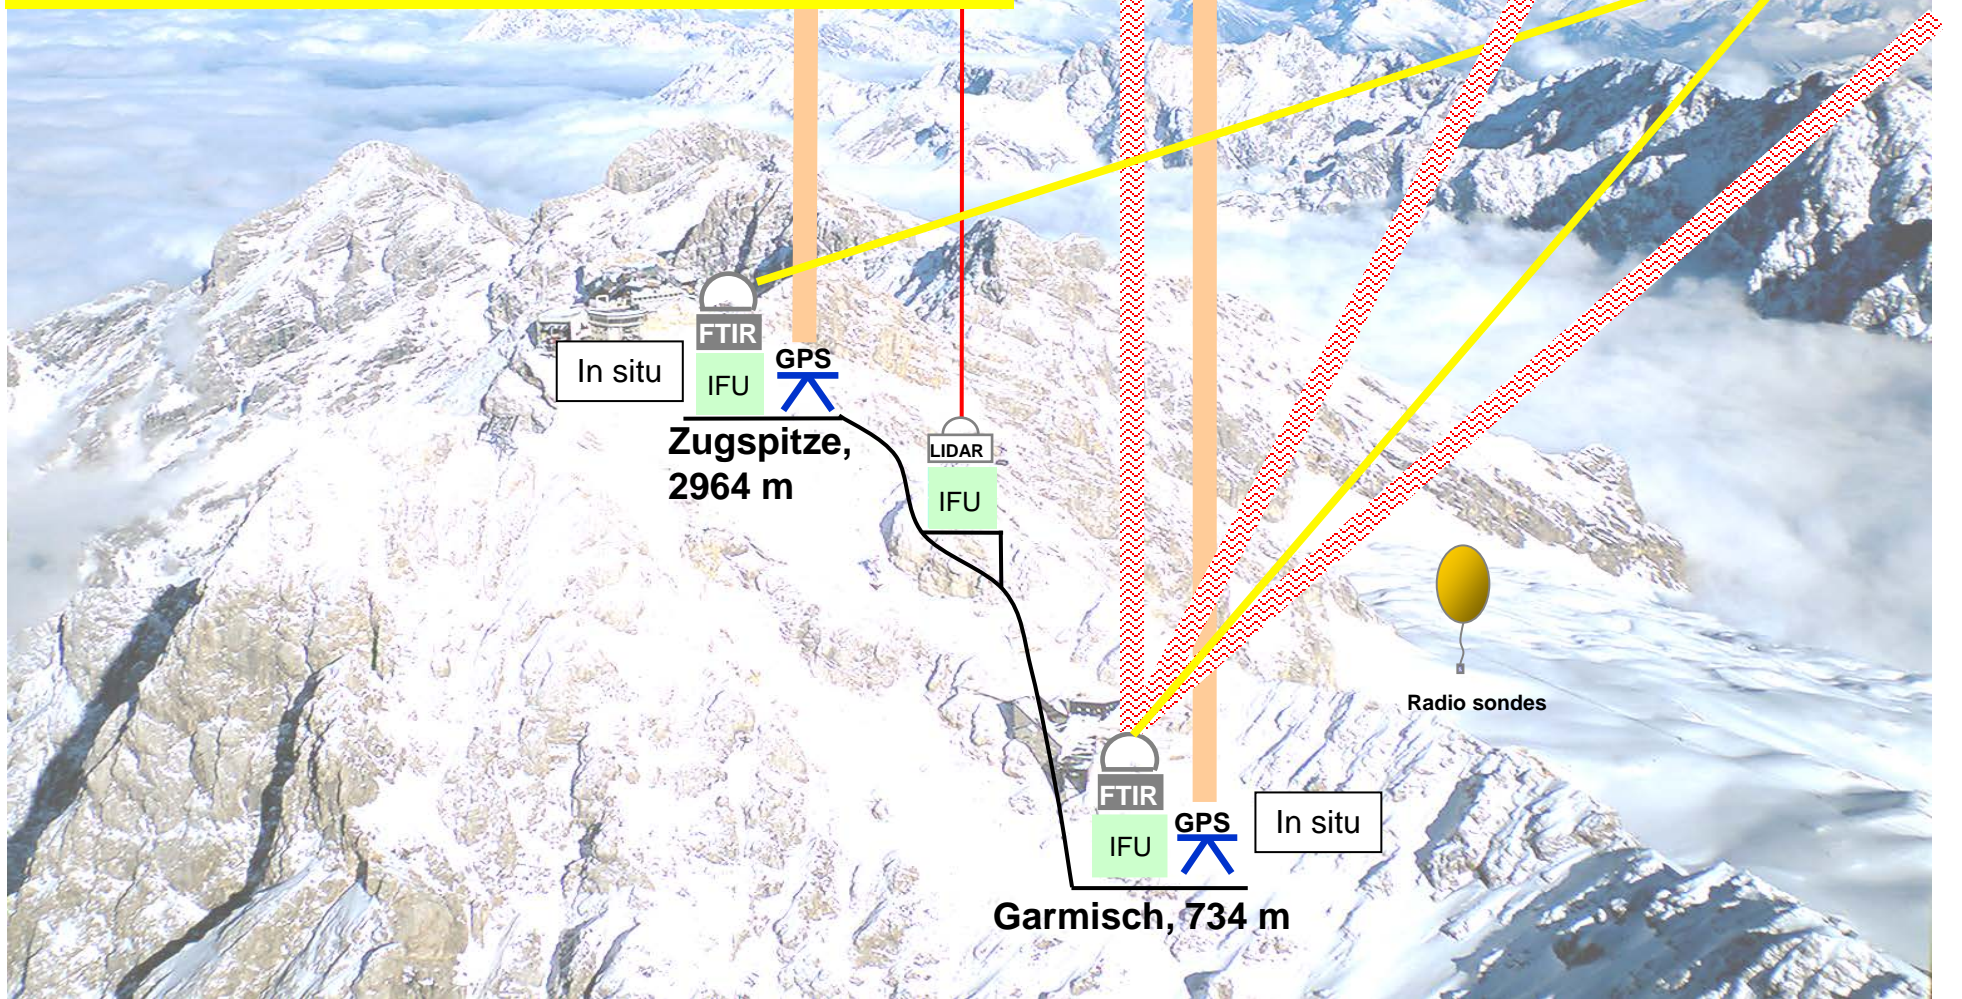 FTIR
In situ
IFU
GPS
Zugspitze,
2964 m
LIDAR
IFU
Radio sondes
FTIR
IFU
GPS
In situ
Garmisch, 734 m